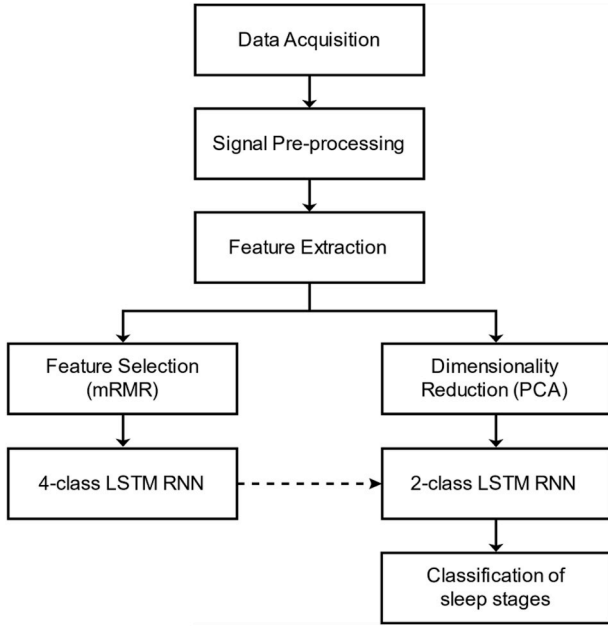 Data Acquisition
Signal Pre-processing
Feature Extraction
Feature Selection
(mRMR)
Dimensionality
Reduction (PCA)
4-class LSTM RNN
2-class LSTM RNN
Classification of
sleep stages